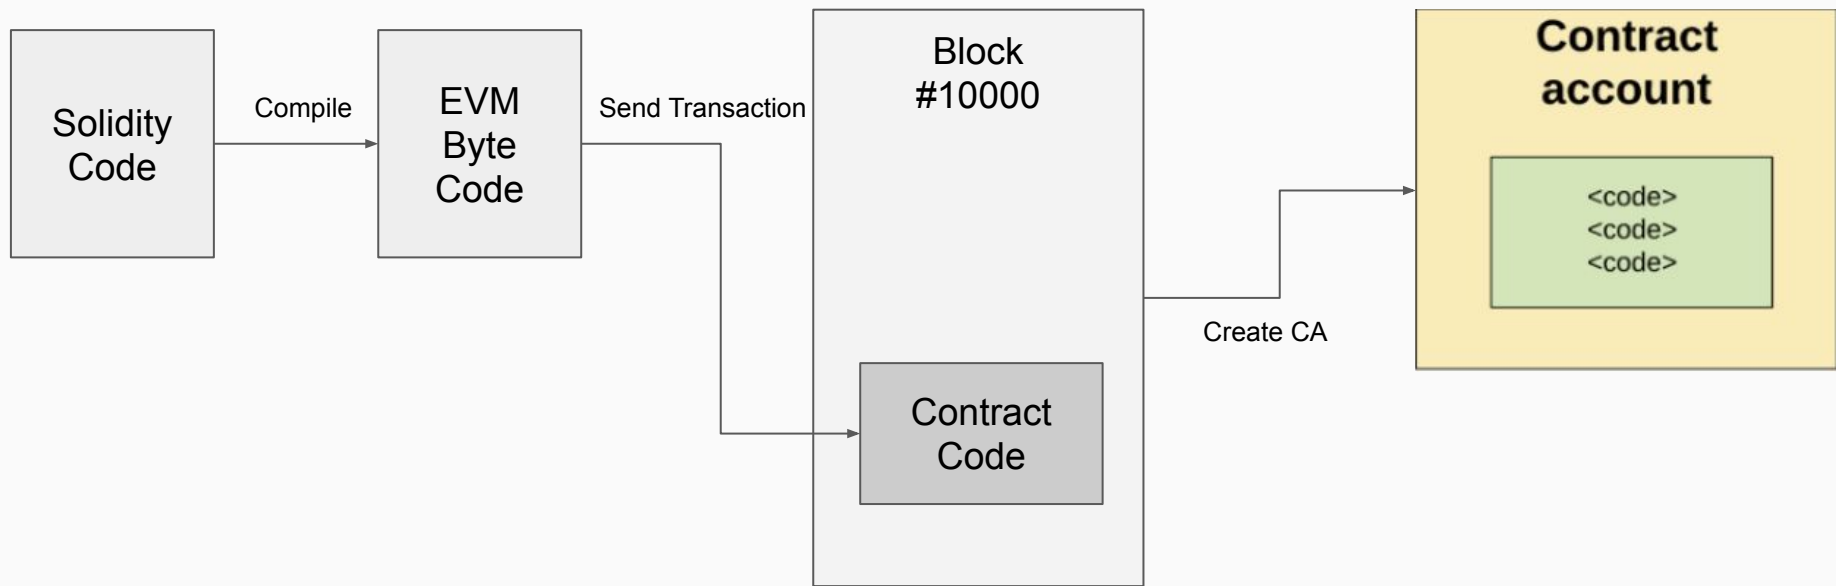 Solidity
Code
Compile
EVM
Byte
Code
Send Transaction
Block
#10000
Contract
Code
Create CA
Contract
account
<code>
<code>
<code>